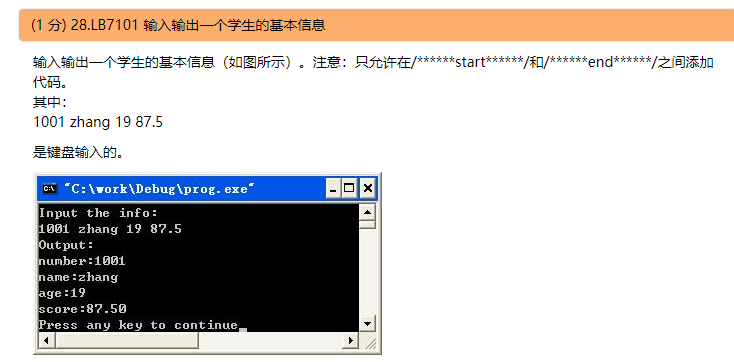 (1 分) 28.LB7101 输入输出一个学生的基本信息
输入输出一个学生的基本信息（如图所示）。注意：只允许在/******start******/和/******end******/之间添加
代码。
其中：
1001 zhang 19 87.5
是键盘输入的。
"C:\work\Debug\prog.exe"
Input the info:
1001 zhang 19 87.5
Output:
number:1001
name:zhang
age:19
score:87.50
Press any key to continue_